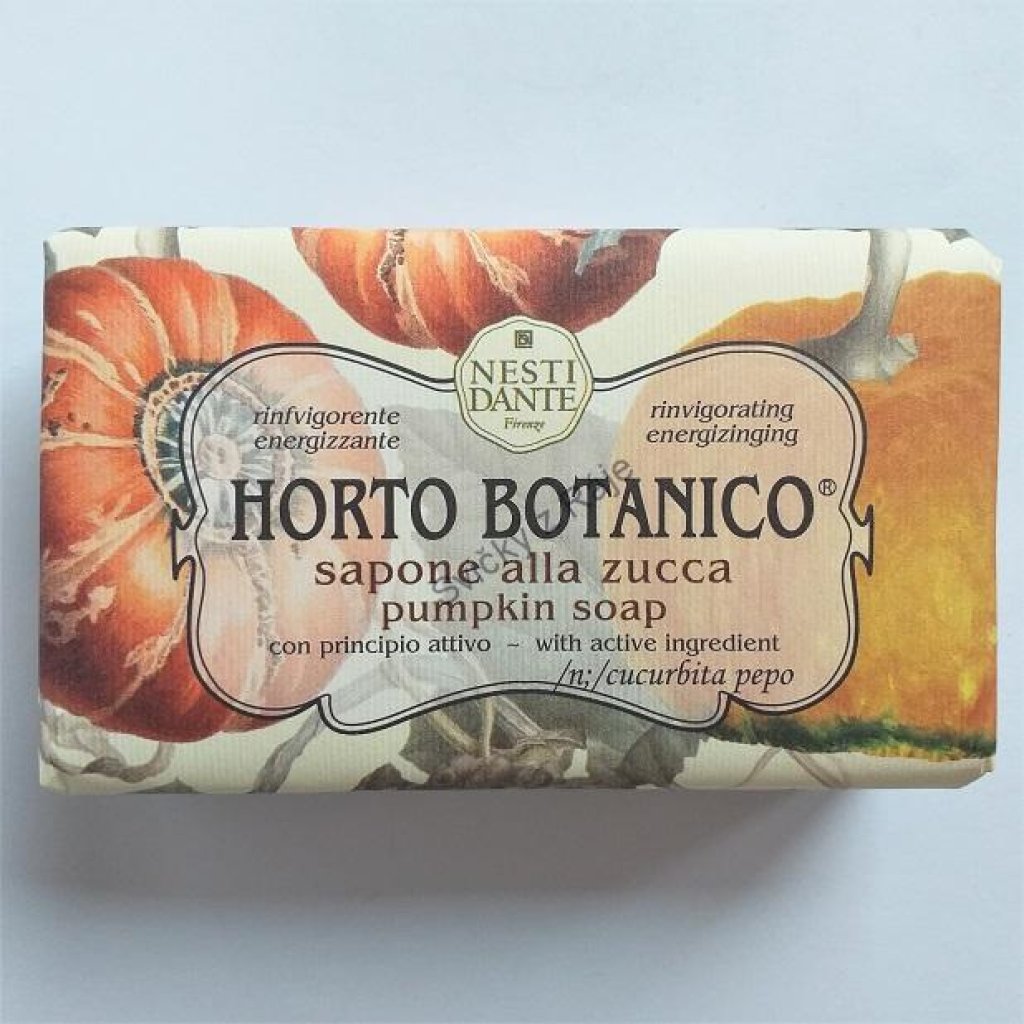 NESTI
DANTE
Firenze
rinfvigorente
energizzante
rinvigorating
energizinging
HORTO BOTANICO®
sapone alla zucca
pumpkin soap
con principio attivo ~ with active ingredient
/n;/cucurbita pepo